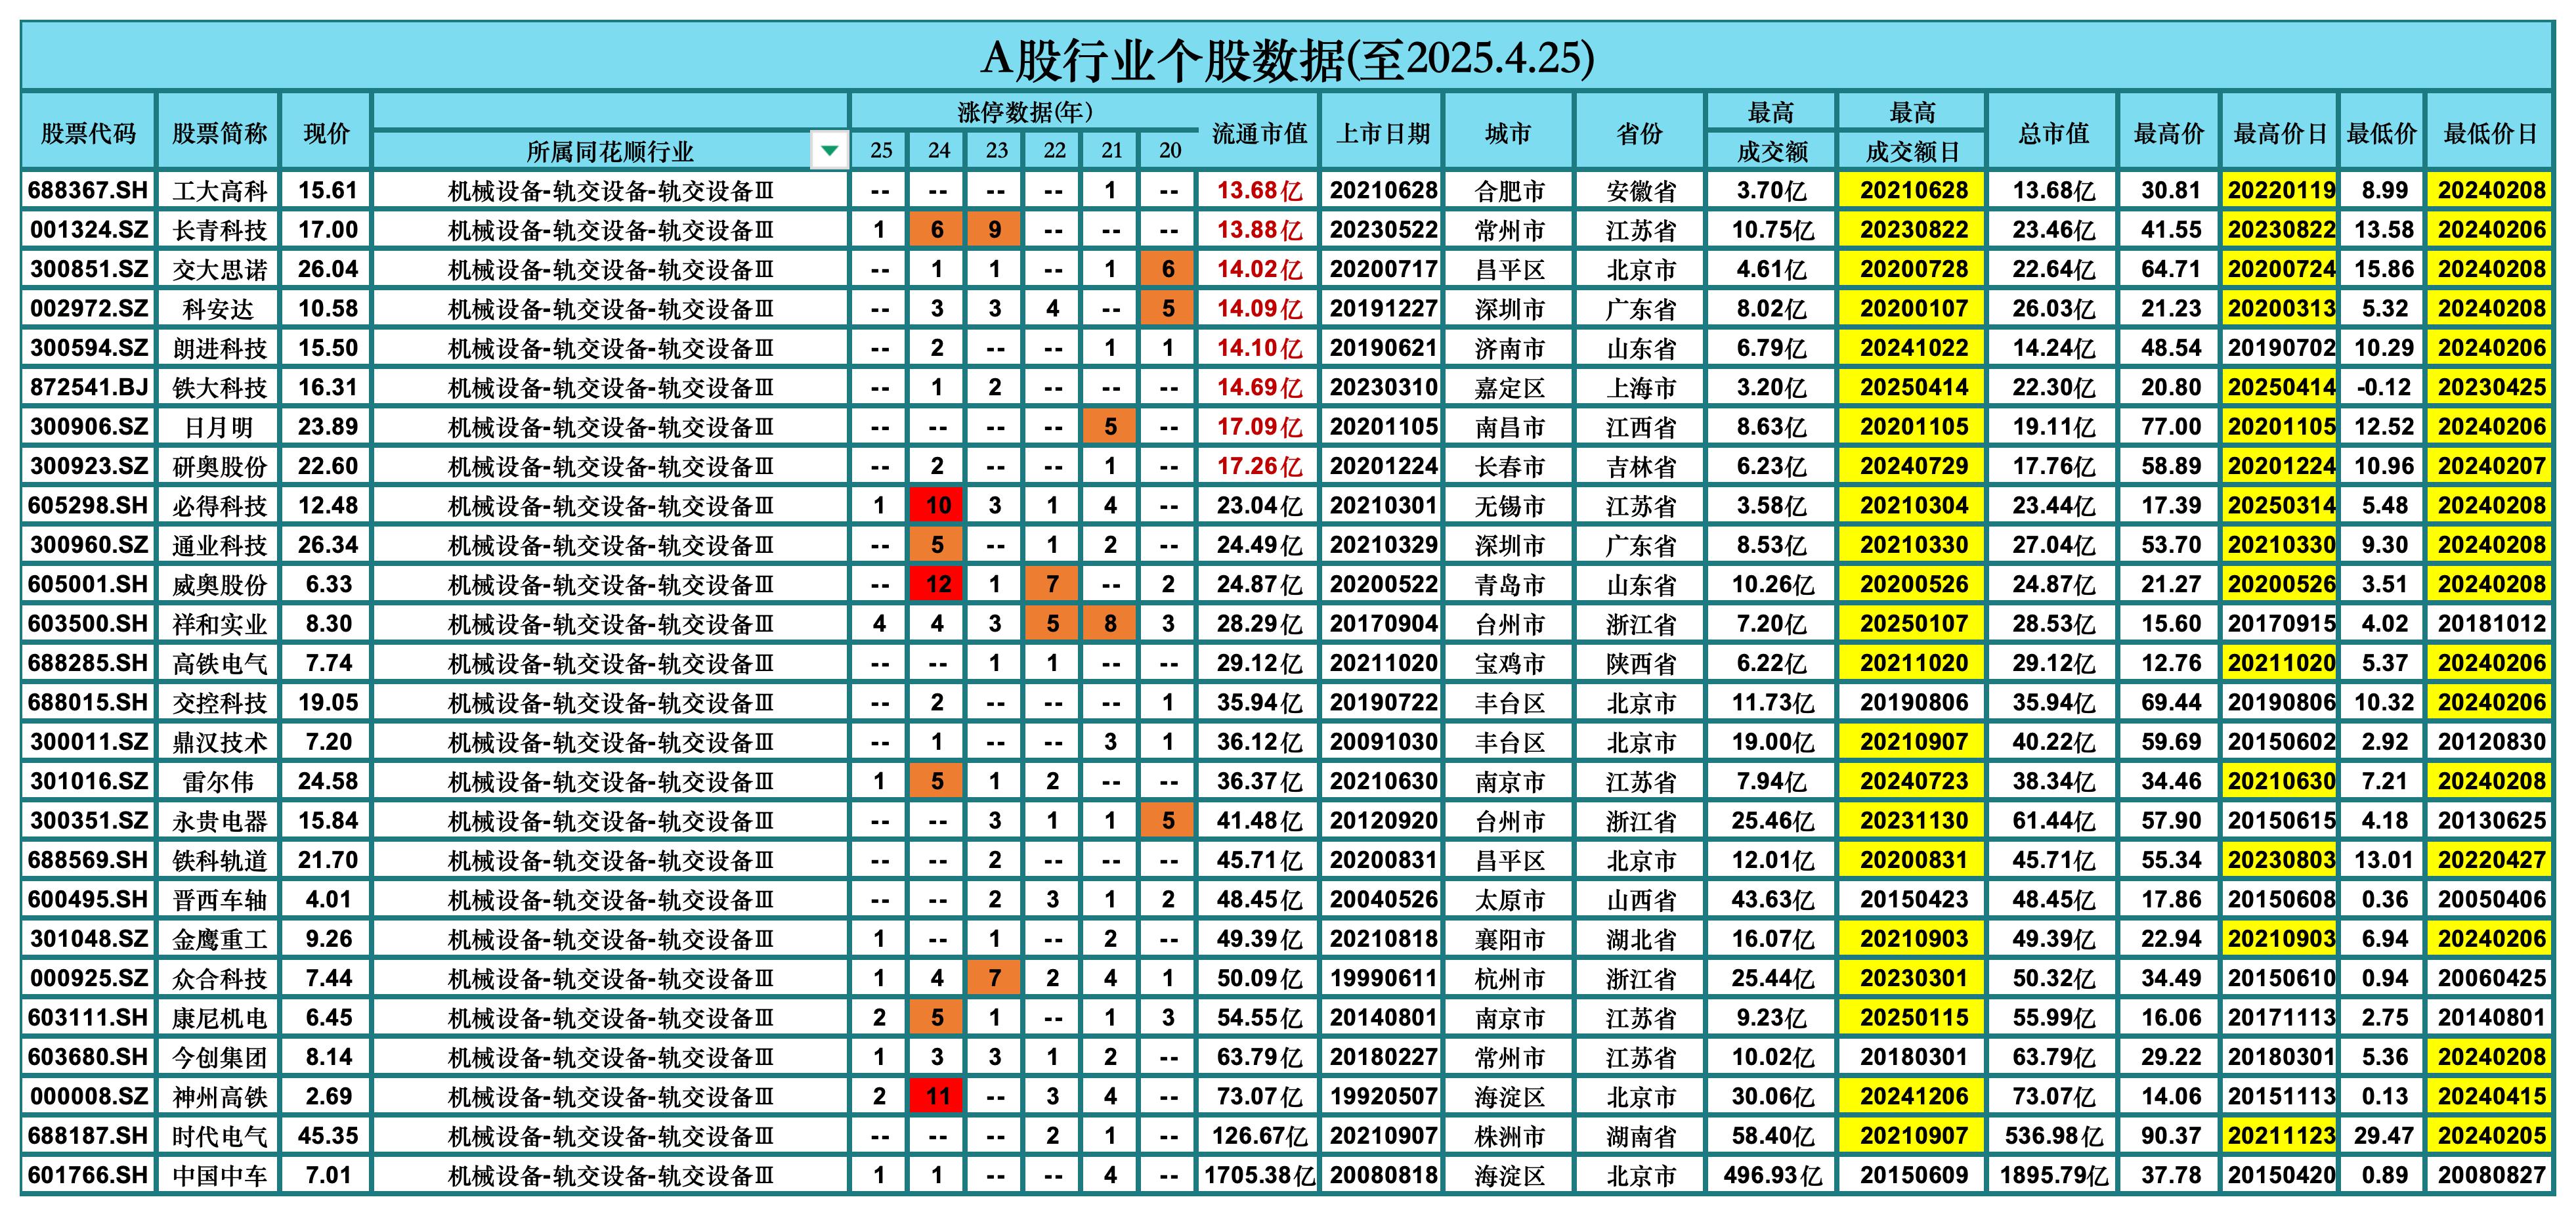 A股行业个股数据(至2025.4.25)
股票代码 股票简称 现价 所属同花顺行业 涨停数据(年) 25 24 23 22 21 20 流通市值 上市日期 城市 省份 最高成交额 最高成交额日 总市值 最高价 最高价日 最低价 最低价日
688367.SH 工大高科 15.61 机械设备-轨交设备-轨交设备Ⅲ -- -- -- -- 1 -- 13.68亿 20210628 合肥市 安徽省 3.70亿 20210628 13.68亿 30.81 20220119 8.99 20240208
001324.SZ 长青科技 17.00 机械设备-轨交设备-轨交设备Ⅲ 1 6 9 -- -- -- 13.88亿 20230522 常州市 江苏省 10.75亿 20230822 23.46亿 41.55 20230822 13.58 20240206
300851.SZ 交大思诺 26.04 机械设备-轨交设备-轨交设备Ⅲ -- 1 1 -- 1 6 14.02亿 20200717 昌平区 北京市 4.61亿 20200728 22.64亿 64.71 20200724 15.86 20240208
002972.SZ 科安达 10.58 机械设备-轨交设备-轨交设备Ⅲ -- 3 3 4 -- 5 14.09亿 20191227 深圳市 广东省 8.02亿 20200107 26.03亿 21.23 20200313 5.32 20240208
300594.SZ 朗进科技 15.50 机械设备-轨交设备-轨交设备Ⅲ -- 2 -- -- 1 1 14.10亿 20190621 济南市 山东省 6.79亿 20241022 14.24亿 48.54 20190702 10.29 20240206
872541.BJ 铁大科技 16.31 机械设备-轨交设备-轨交设备Ⅲ -- 1 2 -- -- -- 14.69亿 20230310 嘉定区 上海市 3.20亿 20250414 22.30亿 20.80 20250414 -0.12 20230425
300906.SZ 日月明 23.89 机械设备-轨交设备-轨交设备Ⅲ -- -- -- -- 5 -- 17.09亿 20201105 南昌市 江西省 8.63亿 20201105 19.11亿 77.00 20201105 12.52 20240206
300923.SZ 研奥股份 22.60 机械设备-轨交设备-轨交设备Ⅲ -- 2 -- -- 1 -- 17.26亿 20201224 长春市 吉林省 6.23亿 20240729 17.76亿 58.89 20201224 10.96 20240207
605298.SH 必得科技 12.48 机械设备-轨交设备-轨交设备Ⅲ 1 10 3 1 4 -- 23.04亿 20210301 无锡市 江苏省 3.58亿 20210304 23.44亿 17.39 20250314 5.48 20240208
300960.SZ 通业科技 26.34 机械设备-轨交设备-轨交设备Ⅲ -- 5 -- 1 2 -- 24.49亿 20210329 深圳市 广东省 8.53亿 20210330 27.04亿 53.70 20210330 9.30 20240208
605001.SH 威奥股份 6.33 机械设备-轨交设备-轨交设备Ⅲ -- 12 1 7 -- 2 24.87亿 20200522 青岛市 山东省 10.26亿 20200526 24.87亿 21.27 20200526 3.51 20240208
603500.SH 祥和实业 8.30 机械设备-轨交设备-轨交设备Ⅲ 4 4 3 5 8 3 28.29亿 20170904 台州市 浙江省 7.20亿 20250107 28.53亿 15.60 20170915 4.02 20181012
688285.SH 高铁电气 7.74 机械设备-轨交设备-轨交设备Ⅲ -- -- 1 1 -- -- 29.12亿 20211020 宝鸡市 陕西省 6.22亿 20211020 29.12亿 12.76 20211020 5.37 20240206
688015.SH 交控科技 19.05 机械设备-轨交设备-轨交设备Ⅲ -- 2 -- -- -- 1 35.94亿 20190722 丰台区 北京市 11.73亿 20190806 35.94亿 69.44 20190806 10.32 20240206
300011.SZ 鼎汉技术 7.20 机械设备-轨交设备-轨交设备Ⅲ -- 1 -- -- 3 1 36.12亿 20091030 丰台区 北京市 19.00亿 20210907 40.22亿 59.69 20150602 2.92 20120830
301016.SZ 雷尔伟 24.58 机械设备-轨交设备-轨交设备Ⅲ 1 5 1 2 -- -- 36.37亿 20210630 南京市 江苏省 7.94亿 20240723 38.34亿 34.46 20210630 7.21 20240208
300351.SZ 永贵电器 15.84 机械设备-轨交设备-轨交设备Ⅲ -- -- 3 1 1 5 41.48亿 20120920 台州市 浙江省 25.46亿 20231130 61.44亿 57.90 20150615 4.18 20130625
688569.SH 铁科轨道 21.70 机械设备-轨交设备-轨交设备Ⅲ -- -- 2 -- -- -- 45.71亿 20200831 昌平区 北京市 12.01亿 20200831 45.71亿 55.34 20230803 13.01 20220427
600495.SH 晋西车轴 4.01 机械设备-轨交设备-轨交设备Ⅲ -- -- 2 3 1 2 48.45亿 20040526 太原市 山西省 43.63亿 20150423 48.45亿 17.86 20150608 0.36 20050406
301048.SZ 金鹰重工 9.26 机械设备-轨交设备-轨交设备Ⅲ 1 -- 1 -- 2 -- 49.39亿 20210818 襄阳市 湖北省 16.07亿 20210903 49.39亿 22.94 20210903 6.94 20240206
000925.SZ 众合科技 7.44 机械设备-轨交设备-轨交设备Ⅲ 1 4 7 2 4 1 50.09亿 19990611 杭州市 浙江省 25.44亿 20230301 50.32亿 34.49 20150610 0.94 20060425
603111.SH 康尼机电 6.45 机械设备-轨交设备-轨交设备Ⅲ 2 5 1 -- 1 3 54.55亿 20140801 南京市 江苏省 9.23亿 20250115 55.99亿 16.06 20171113 2.75 20140801
603680.SH 今创集团 8.14 机械设备-轨交设备-轨交设备Ⅲ 1 3 3 1 2 -- 63.79亿 20180227 常州市 江苏省 10.02亿 20180301 63.79亿 29.22 20180301 5.36 20240208
000008.SZ 神州高铁 2.69 机械设备-轨交设备-轨交设备Ⅲ 2 11 -- 3 4 -- 73.07亿 19920507 海淀区 北京市 30.06亿 20241206 73.07亿 14.06 20151113 0.13 20240415
688187.SH 时代电气 45.35 机械设备-轨交设备-轨交设备Ⅲ -- -- -- 2 1 -- 126.67亿 20210907 株洲市 湖南省 58.40亿 20210907 536.98亿 90.37 20211123 29.47 20240205
601766.SH 中国中车 7.01 机械设备-轨交设备-轨交设备Ⅲ 1 1 -- -- 4 -- 1705.38亿 20080818 海淀区 北京市 496.93亿 20150609 1895.79亿 37.78 20150420 0.89 20080827